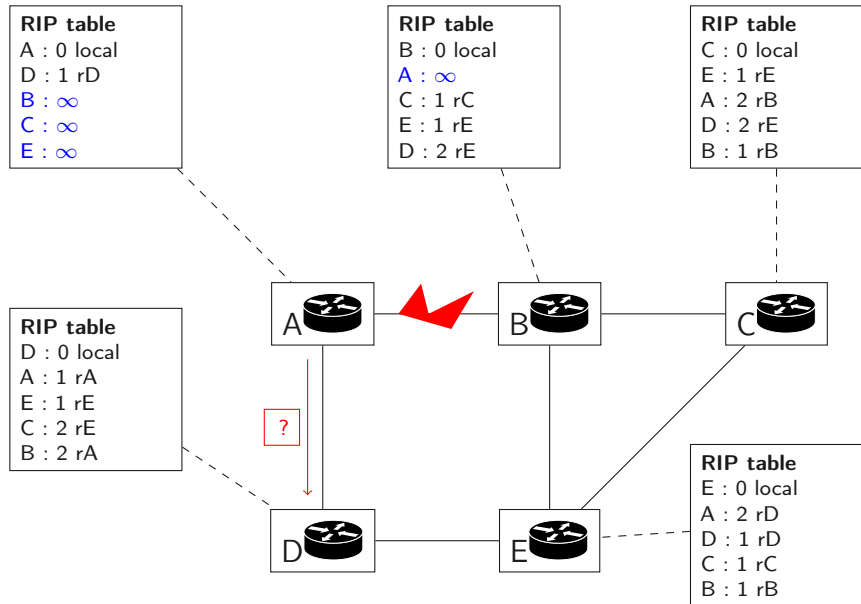 RIP table
A : 0 local
D : 1 rD
B : ∞
C : ∞
E : ∞
RIP table
B : 0 local
A : ∞
C : 1 rC
E : 1 rE
D : 2 rE
RIP table
C : 0 local
E : 1 rE
A : 2 rB
D : 2 rE
B : 1 rB
A
B
C
RIP table
D : 0 local
A : 1 rA
E : 1 rE
C : 2 rE
B : 2 rA
?
D
E
RIP table
E : 0 local
A : 2 rD
D : 1 rD
C : 1 rC
B : 1 rB